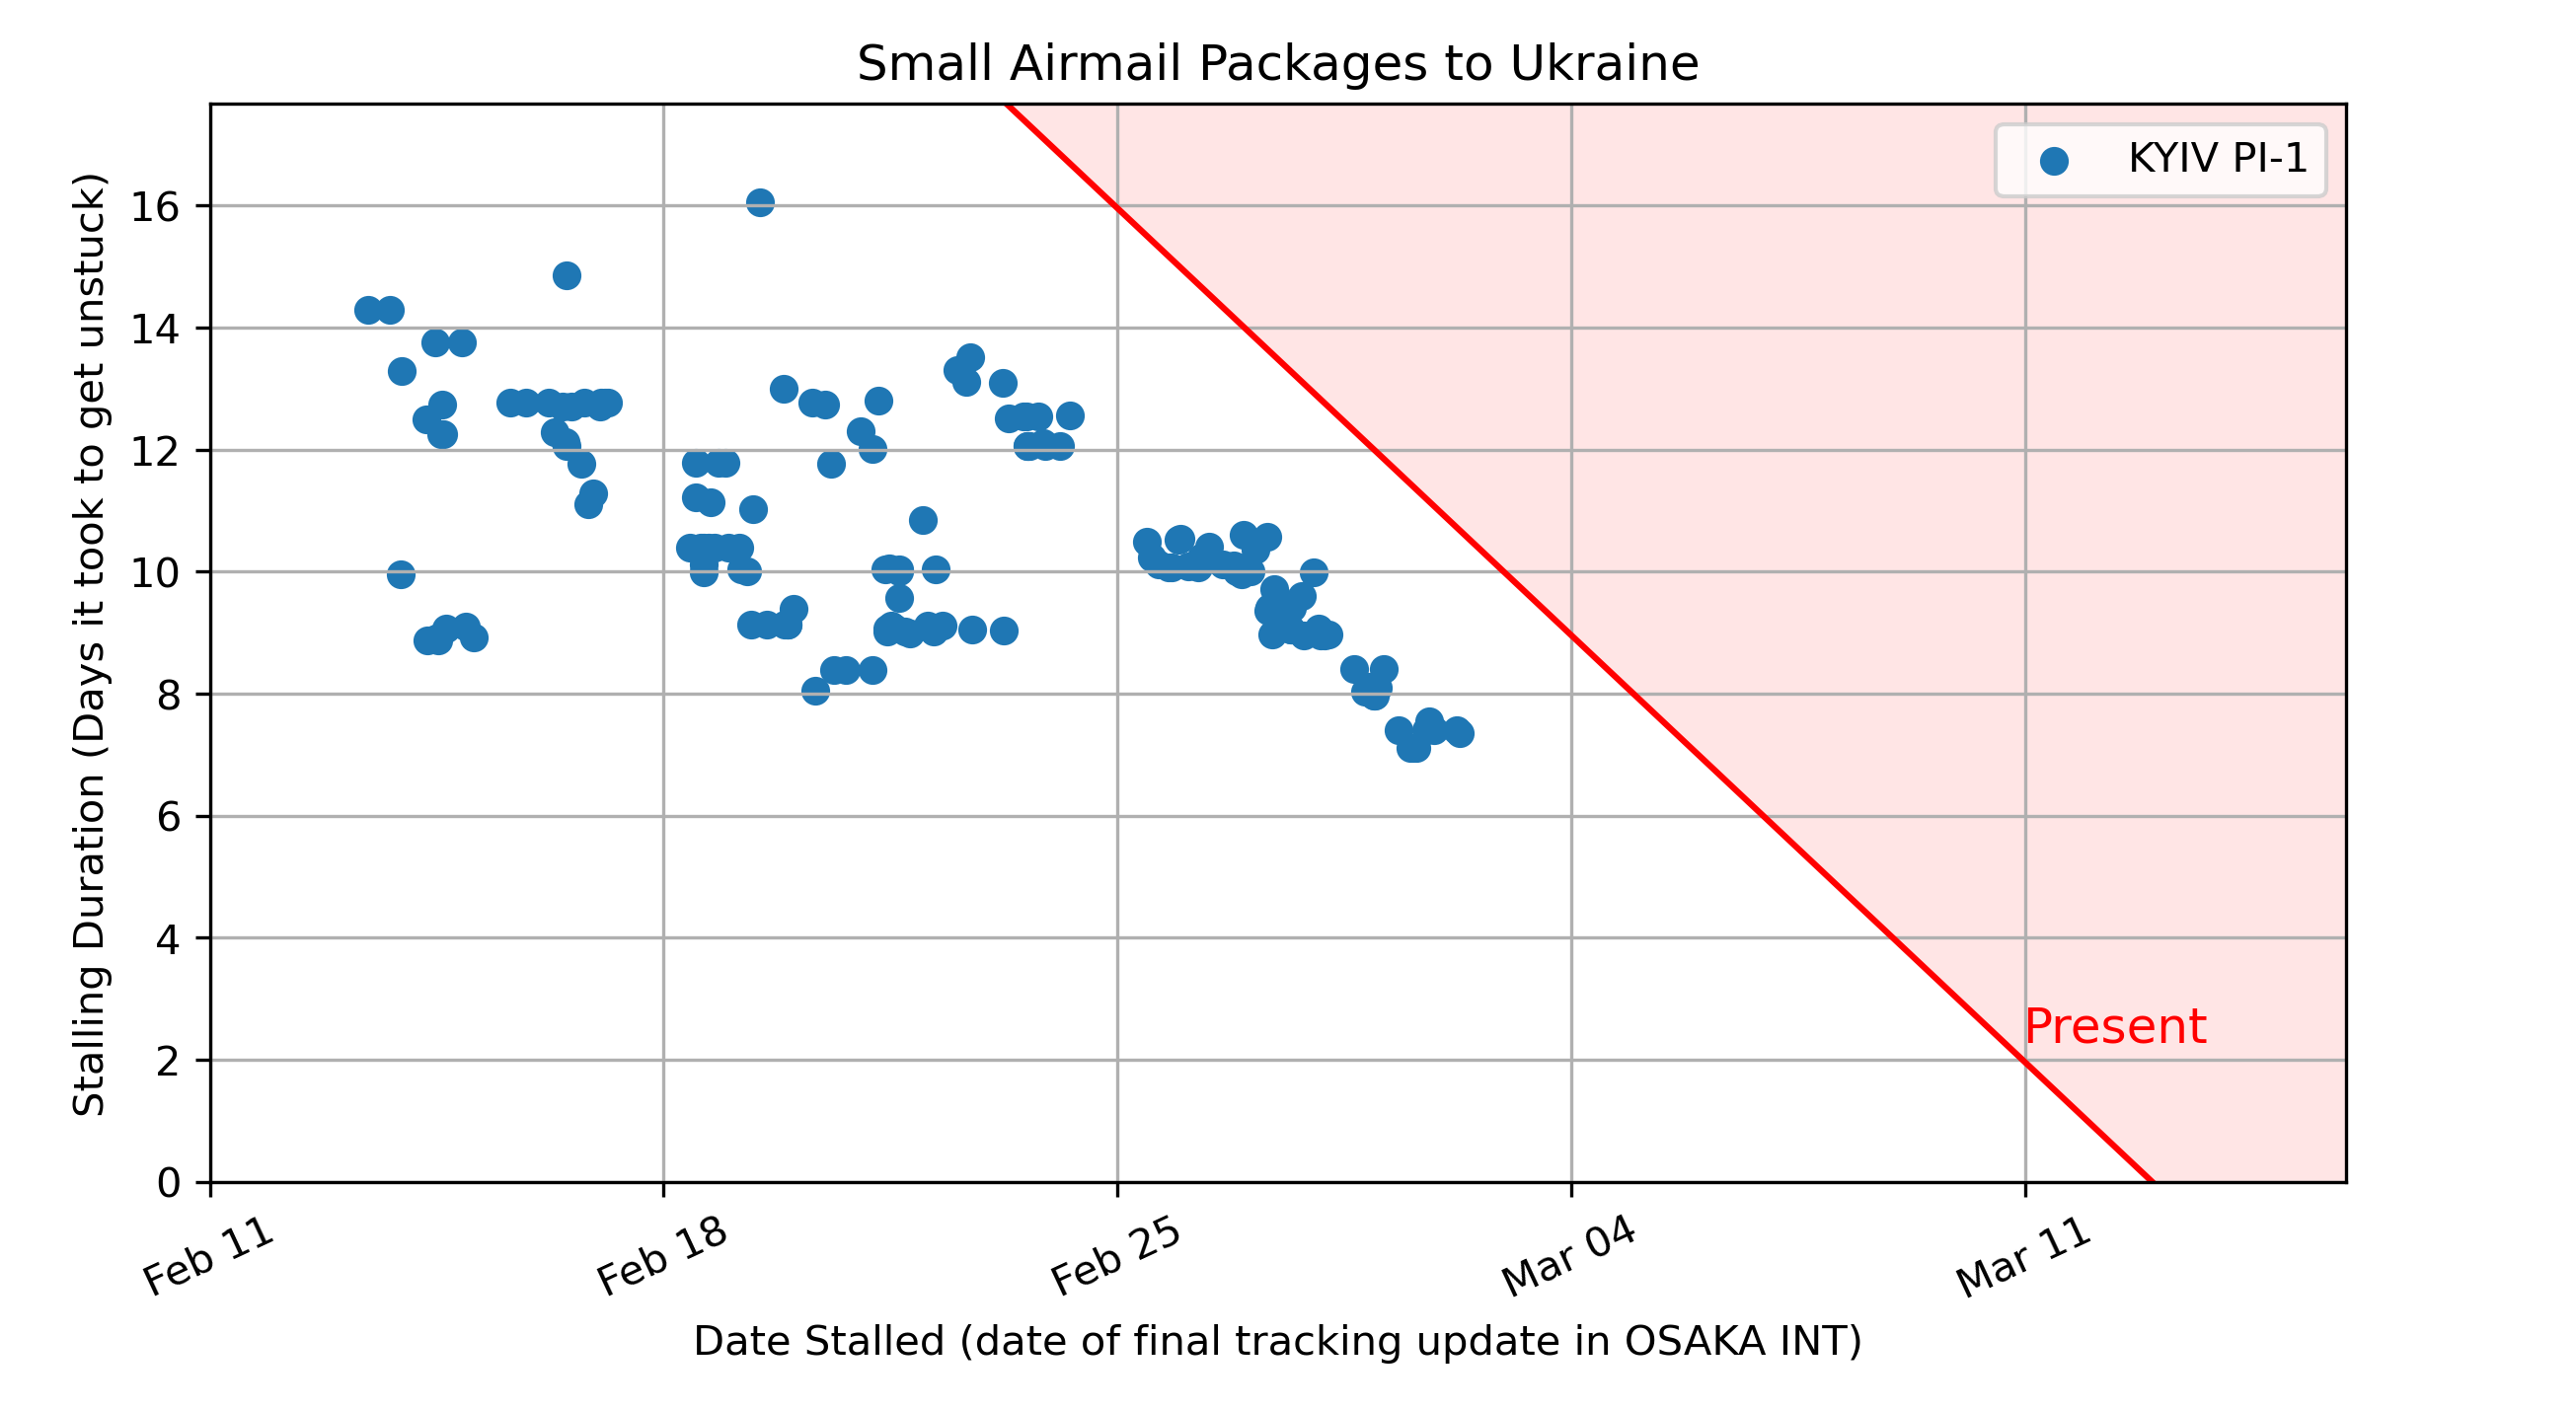 Small Airmail Packages to Ukraine
KYIV PI-1
Stalling Duration (Days it took to get unstuck)
16
14
12
10
8
6
4
2
0
Present
Feb 11
Feb 18
Feb 25
Mar 04
Mar 11
Date Stalled (date of final tracking update in OSAKA INT)